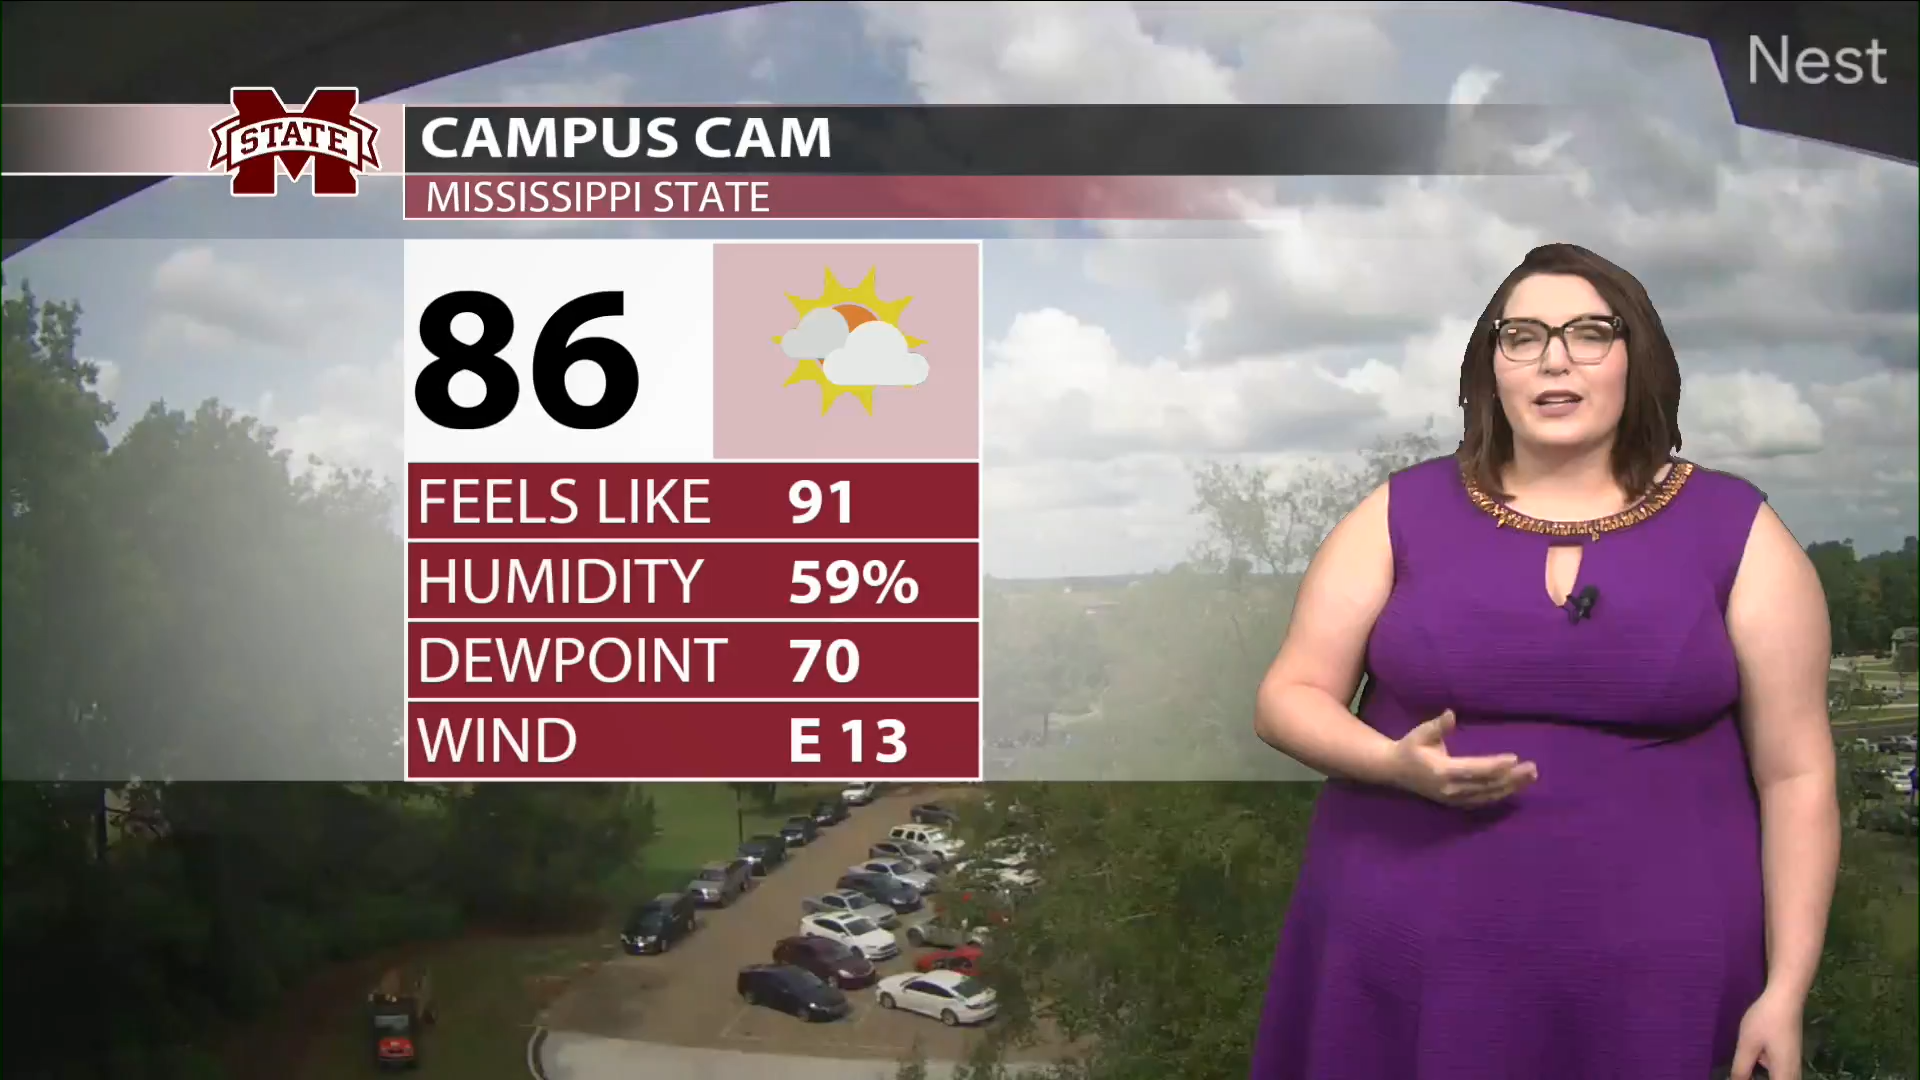 Nest
STATE
CAMPUS CAM
MISSISSIPPI STATE
86
FEELS LIKE 91
HUMIDITY 59%
DEWPOINT 70
WIND E 13